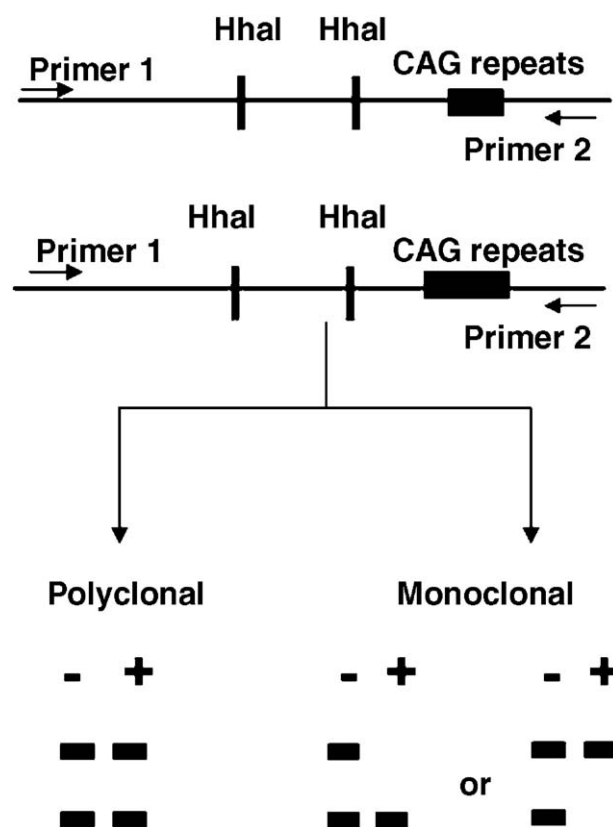 HhaI HhaI
Primer 1 CAG repeats
Primer 2
HhaI HhaI
Primer 1 CAG repeats
Primer 2
Polyclonal Monoclonal
- + - + - +
or